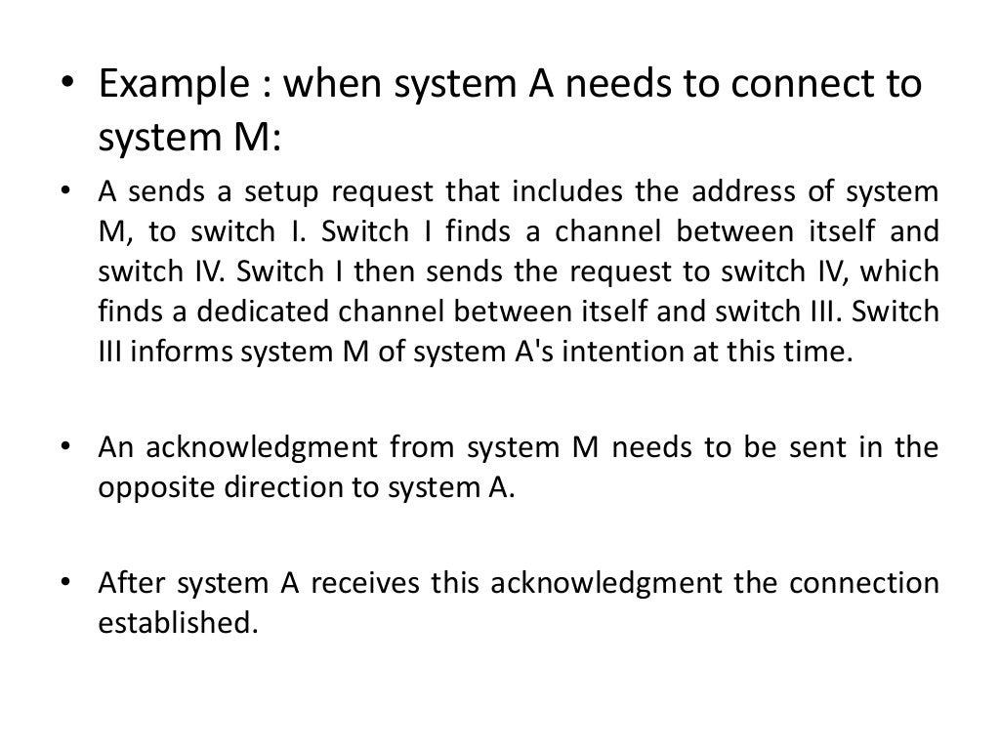 • Example : when system A needs to connect to
system M:
• A sends a setup request that includes the address of system
M, to switch I. Switch I finds a channel between itself and
switch IV. Switch I then sends the request to switch IV, which
finds a dedicated channel between itself and switch III. Switch
III informs system M of system A's intention at this time.
• An acknowledgment from system M needs to be sent in the
opposite direction to system A.
• After system A receives this acknowledgment the connection
established.